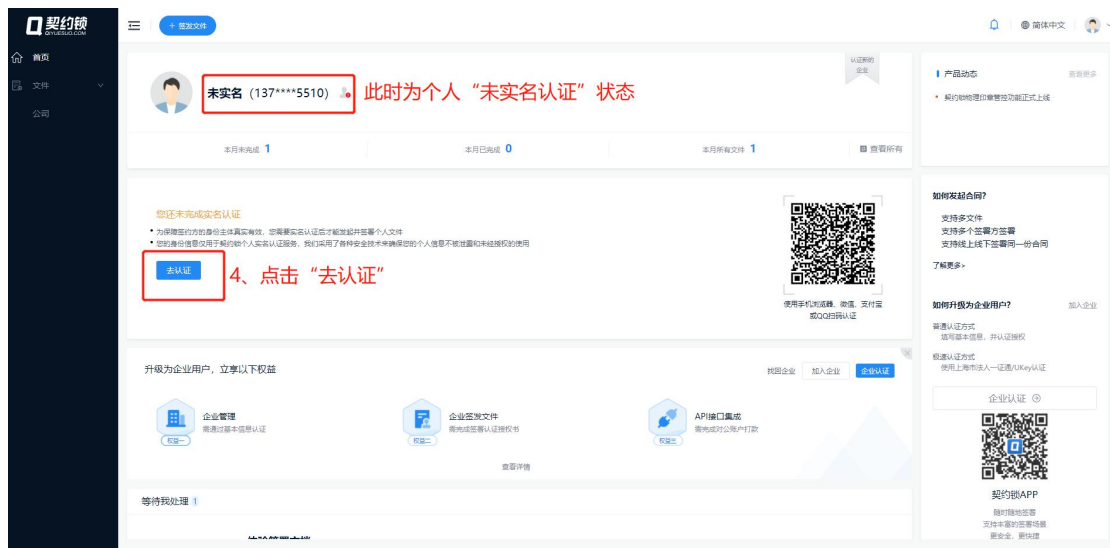 契约锁
QIYUESUO.COM
+ 签发文件
简体中文
首页
文件
公司
未实名 (137****5510)
此时为个人“未实名认证”状态
认证新的
企业
本月未完成 1
本月已完成 0
本月所有文件 1
查看所有
产品动态
查看更多
契约锁物理印章管控功能正式上线
您还未完成实名认证
• 为保障签约方的身份主体真实有效，您需要实名认证后才能发起并签署个人文件
• 您的身份信息仅用于契约锁个人实名认证服务，我们采用了各种安全技术来确保您的个人信息不被泄露和未经授权的使用
去认证
4、点击“去认证”
使用手机浏览器、微信、支付宝
或QQ扫码认证
如何发起合同?
支持多文件
支持多个签署方签署
支持线上线下签署同一份合同
了解更多>
如何升级为企业用户?
加入企业
普通认证方式
填写基本信息，并认证授权
极速认证方式
使用上海市法人一证通/UKey认证
企业认证
升级为企业用户，立享以下权益
找回企业
加入企业
企业认证
企业管理
需通过基本信息认证
权益一
企业签发文件
需完成签署认证授权书
权益二
API接口集成
需完成对公账户打款
权益三
查看详情
契约锁APP
随时随地签署
支持丰富的签署场景
更安全、更快捷
等待我处理 1